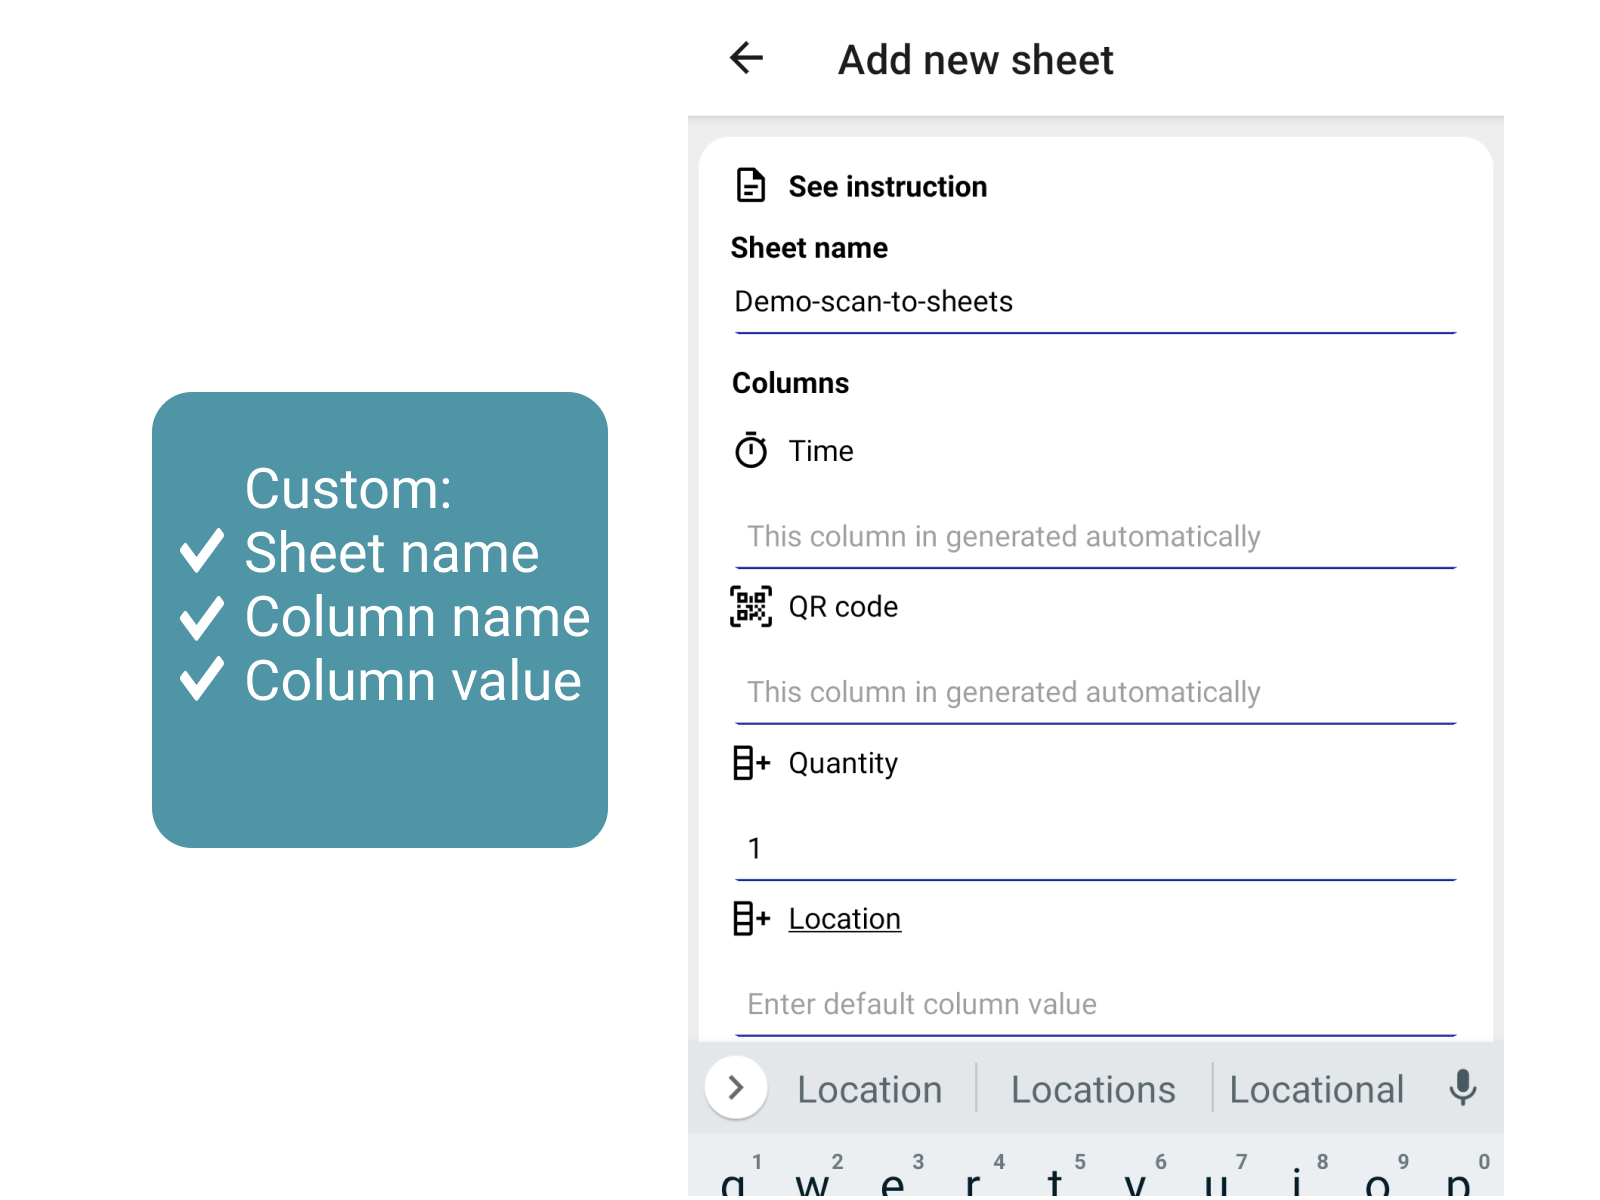 Custom:
Sheet name
Column name
Column value
Add new sheet
See instruction
Sheet name
Demo-scan-to-sheets
Columns
Time
This column in generated automatically
QR code
This column in generated automatically
Quantity
1
Location
Enter default column value
Location Locations Locational
1 2 3 4 5 6 7 8 9 0
q w e r t y u i o p